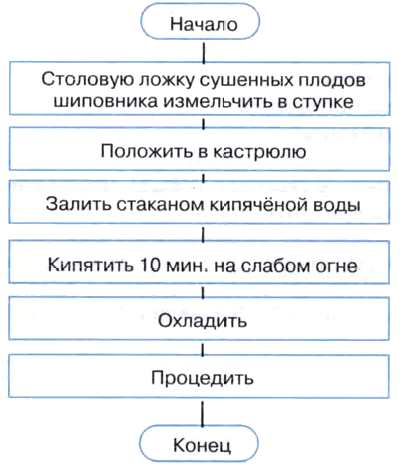 Начало
Столовую ложку сушенных плодов
шиповника измельчить в ступке
Положить в кастрюлю
Залить стаканом кипячёной воды
Кипятить 10 мин. на слабом огне
Охладить
Процедить
Конец